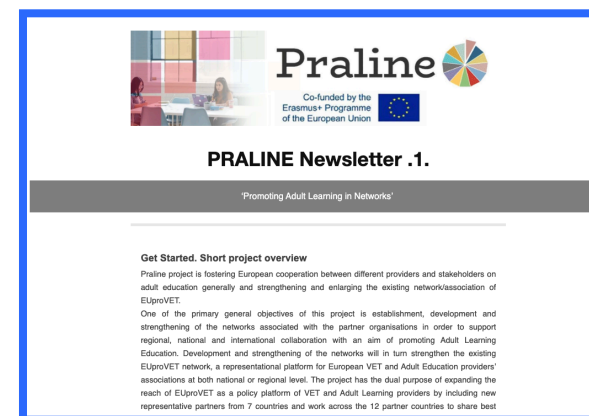 Praline
Co-funded by the
Erasmus+ Programme
of the European Union
PRALINE Newsletter .1.
'Promoting Adult Learning in Networks'
Get Started. Short project overview
Praline project is fostering European cooperation between different providers and stakeholders on
adult education generally and strengthening and enlarging the existing network/association of
EUproVET.
One of the primary general objectives of this project is establishment, development and
strengthening of the networks associated with the partner organisations in order to support
regional, national and international collaboration with an aim of promoting Adult Learning
Education. Development and strengthening of the networks will in turn strengthen the existing
EUproVET network, a representational platform for European VET and Adult Education providers'
associations at both national or regional level. The project has the dual purpose of expanding the
reach of EUproVET as a policy platform of VET and Adult Learning providers by including new
representative partners from 7 countries and work across the 12 partner countries to share best